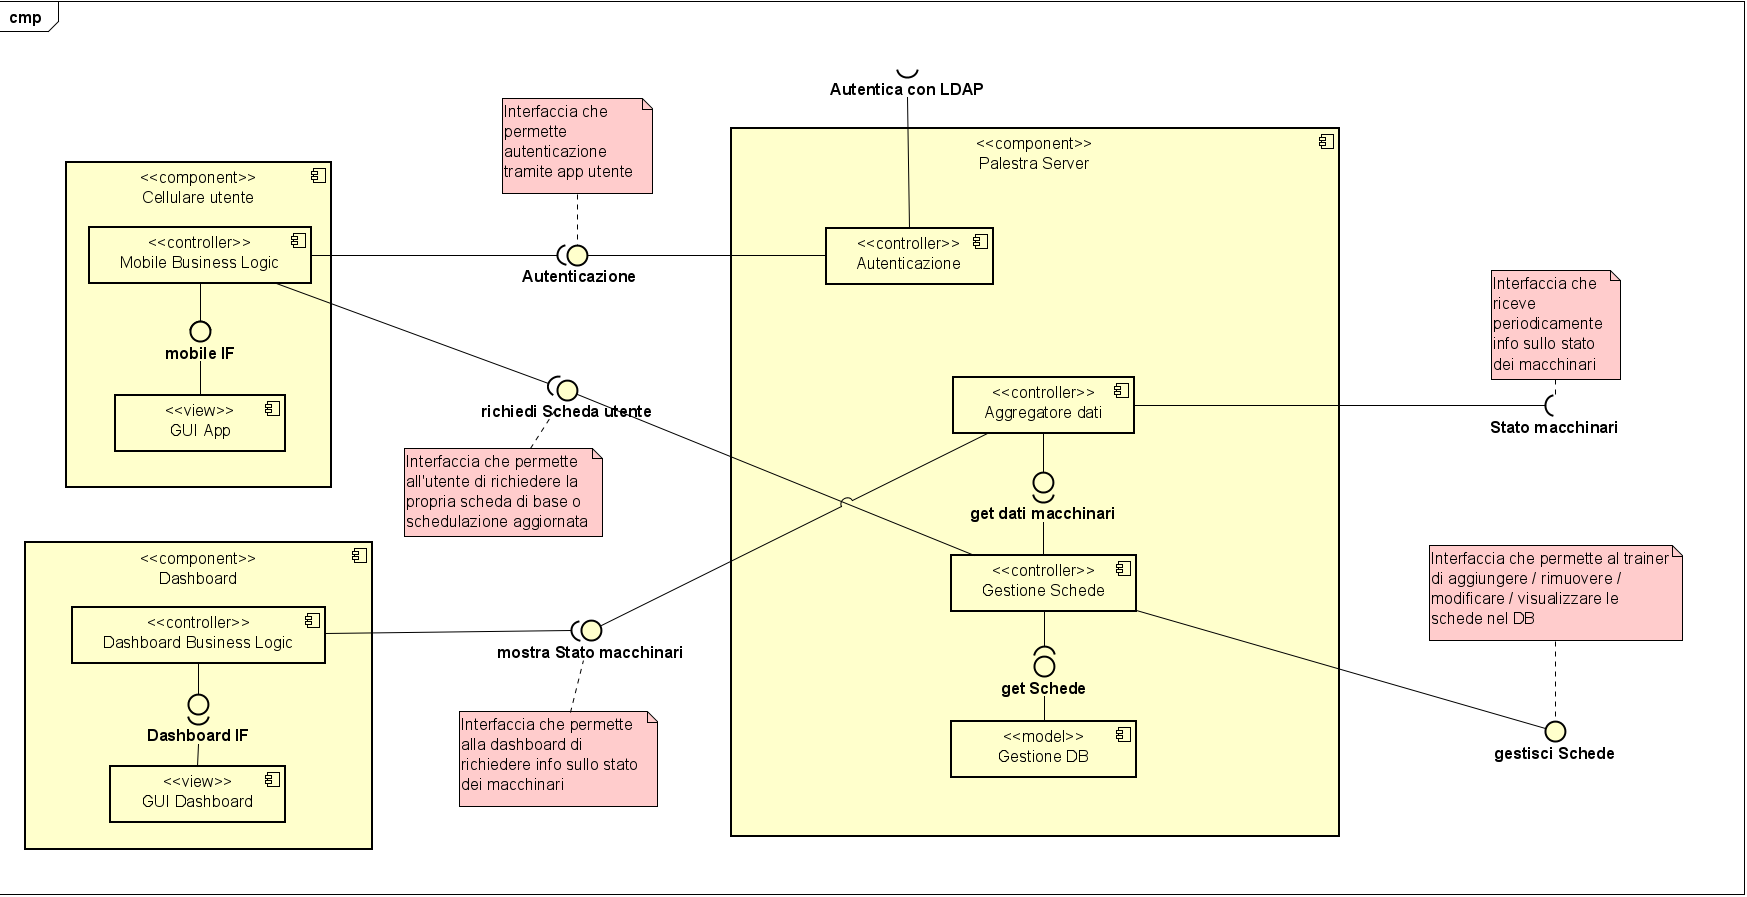 cmp
Autentica con LDAP
Interfaccia che
permette
autenticazione
tramite app utente
<<component>>
Palestra Server
<<component>>
Cellulare utente
<<controller>>
Mobile Business Logic
Autenticazione
<<controller>>
Autenticazione
mobile IF
<<view>>
GUI App
richiedi Scheda utente
Interfaccia che permette
all'utente di richiedere la
propria scheda di base o
schedulazione aggiornata
<<controller>>
Aggregatore dati
Interfaccia che
riceve
periodicamente
info sullo stato
dei macchinari
Stato macchinari
get dati macchinari
<<component>>
Dashboard
<<controller>>
Dashboard Business Logic
mostra Stato macchinari
<<controller>>
Gestione Schede
Interfaccia che permette al trainer
di aggiungere / rimuovere /
modificare / visualizzare le
schede nel DB
get Schede
Dashboard IF
<<view>>
GUI Dashboard
Interfaccia che permette
alla dashboard di
richiedere info sullo stato
dei macchinari
<<model>>
Gestione DB
gestisci Schede